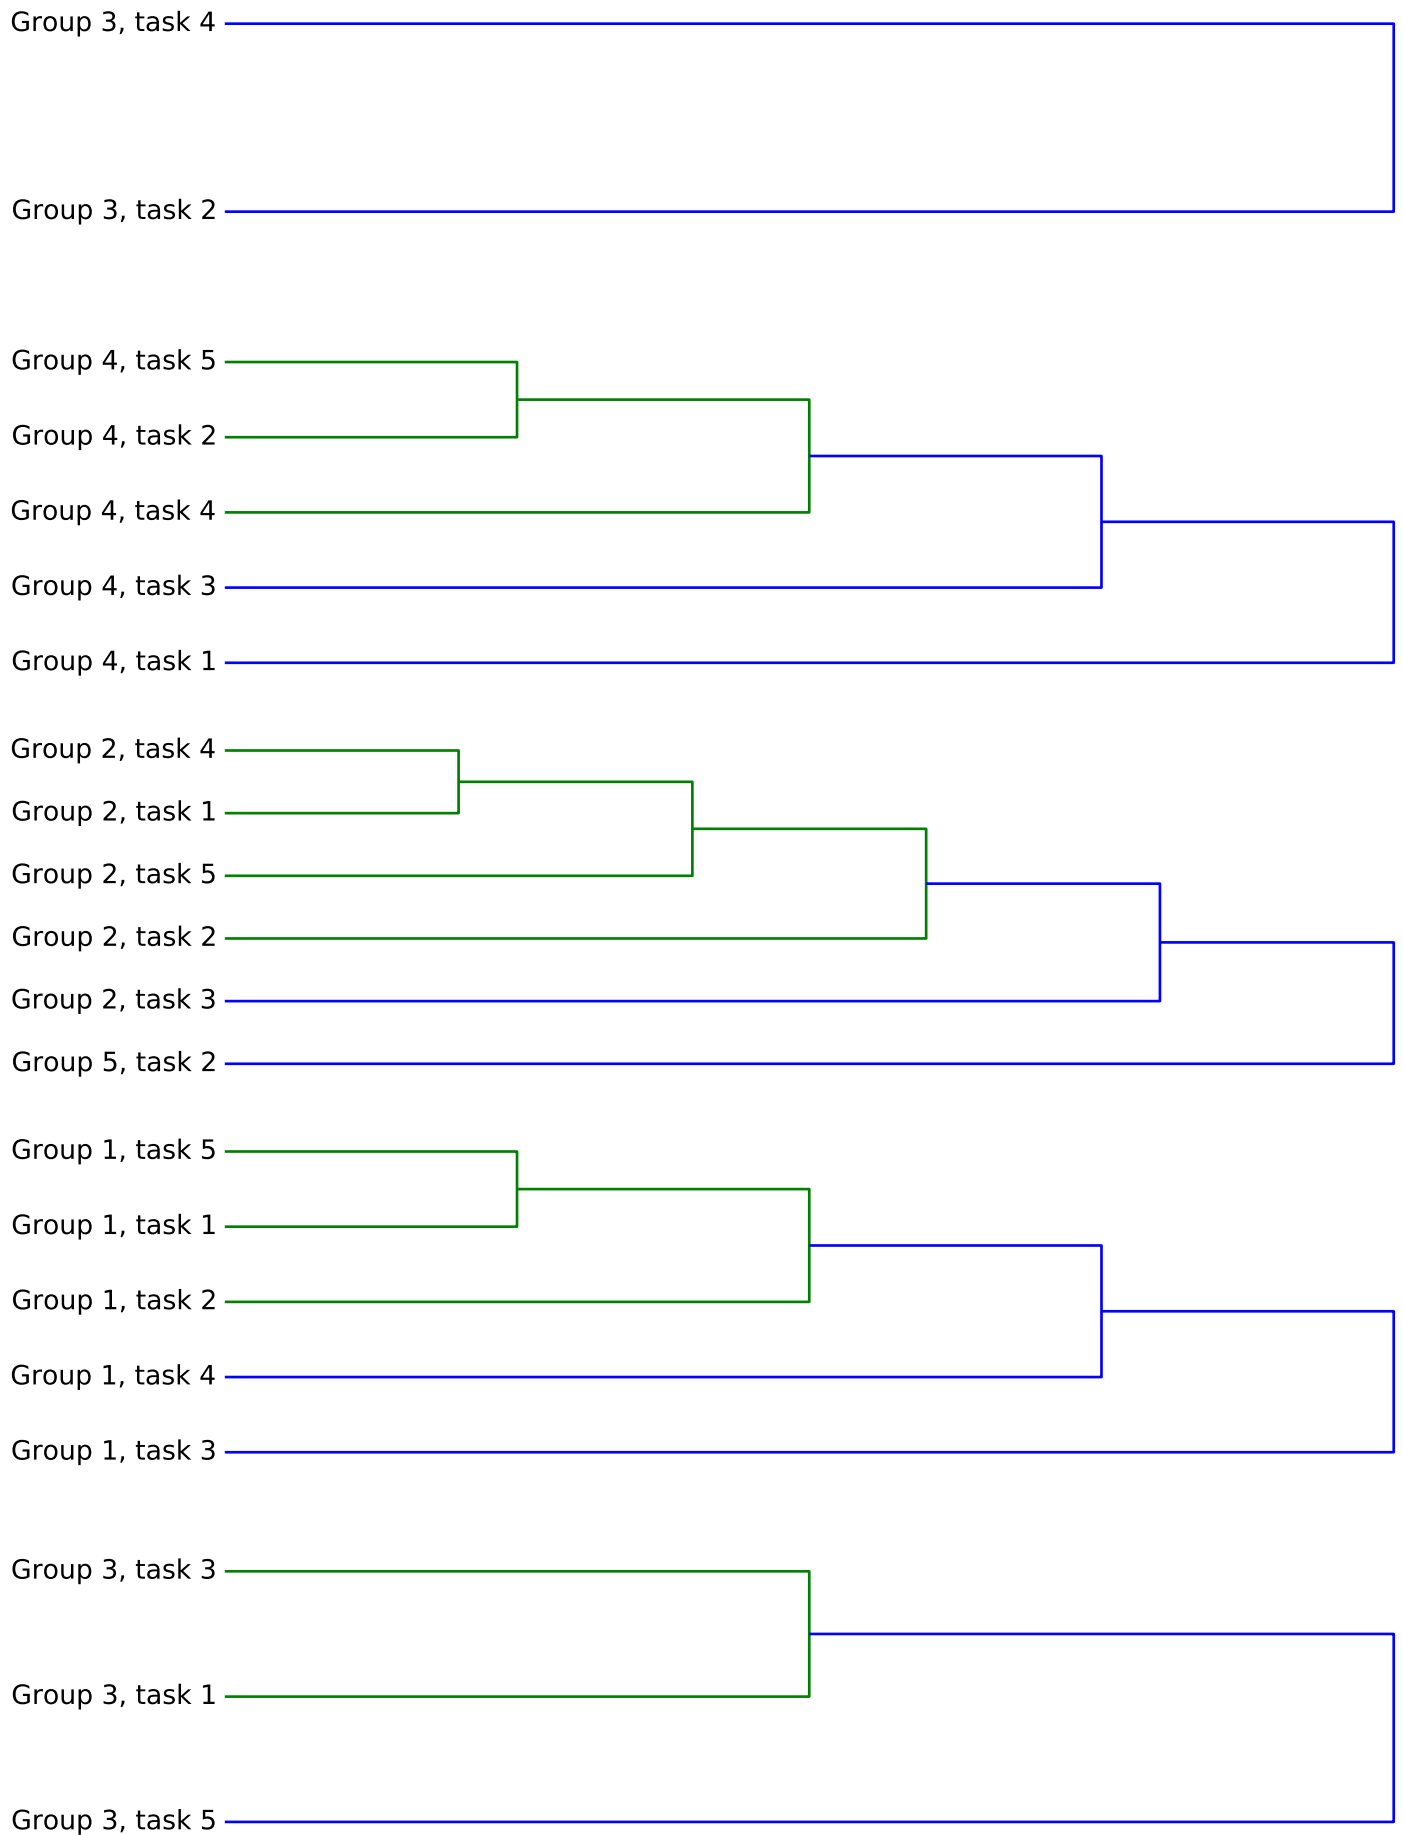 Group 3, task 4
Group 3, task 2
Group 4, task 5
Group 4, task 2
Group 4, task 4
Group 4, task 3
Group 4, task 1
Group 2, task 4
Group 2, task 1
Group 2, task 5
Group 2, task 2
Group 2, task 3
Group 5, task 2
Group 1, task 5
Group 1, task 1
Group 1, task 2
Group 1, task 4
Group 1, task 3
Group 3, task 3
Group 3, task 1
Group 3, task 5